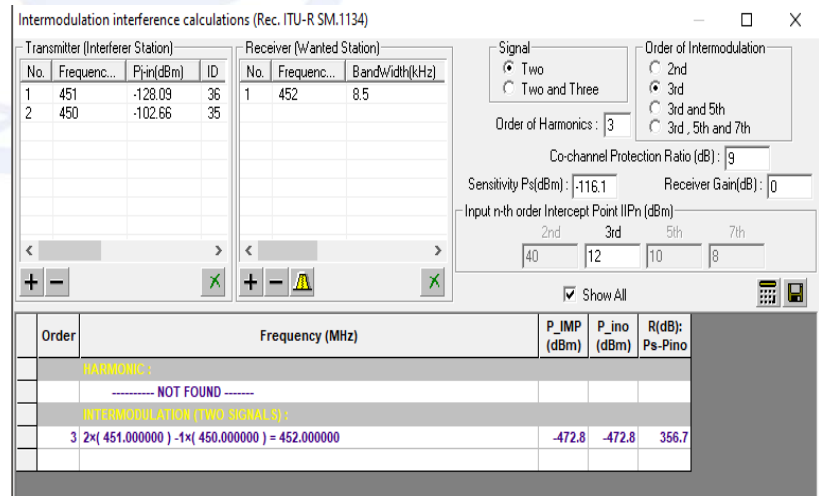 Intermodulation interference calculations (Rec. ITU-R SM.1134)
Transmitter (Interferer Station)
No. Frequenc... Pj-in(dBm) ID
1 451 -128.09 36
2 450 -102.66 35
Receiver (Wanted Station)
No. Frequenc... BandWidth(kHz)
1 452 8.5
Signal
Two
Two and Three
Order of Intermodulation
2nd
3rd
3rd and 5th
3rd , 5th and 7th
Order of Harmonics : 3
Co-channel Protection Ratio (dB) : 9
Sensitivity Ps(dBm) : -116.1 Receiver Gain(dB) : 0
Input n-th order Intercept Point IIPn (dBm)
2nd 3rd 5th 7th
40 12 10 8
Show All
Order Frequency (MHz) P_IMP (dBm) P_ino (dBm) R(dB): Ps-Pino
HARMONIC :
---------- NOT FOUND -------
INTERMODULATION (TWO SIGNALS) :
3 2×( 451.000000 ) -1×( 450.000000 ) = 452.000000 -472.8 -472.8 356.7